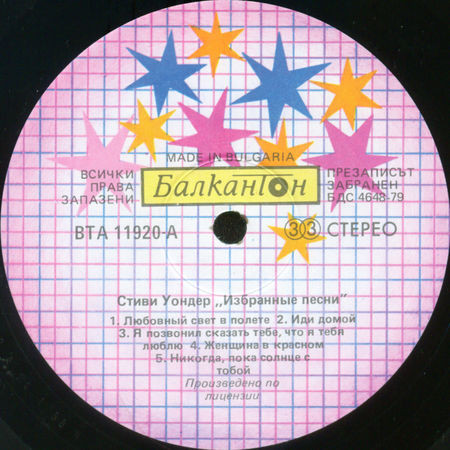 MADE IN BULGARIA
ВСИЧКИ
ПРАВА
ЗАПАЗЕНИ
БАЛКАНТОН
ПРЕЗАПИСЪТ
ЗАБРАНЕН
БДС 4648-79
ВТА 11920-А
33 СТЕРЕО
Стиви Уондер „Избранные песни"
1. Любовный свет в полете 2. Иди домой
3. Я позволил сказать тебе, что я тебя
люблю 4. Женщина в красном
5. Никогда, пока солнце с
тобой
Произведено по
лицензии